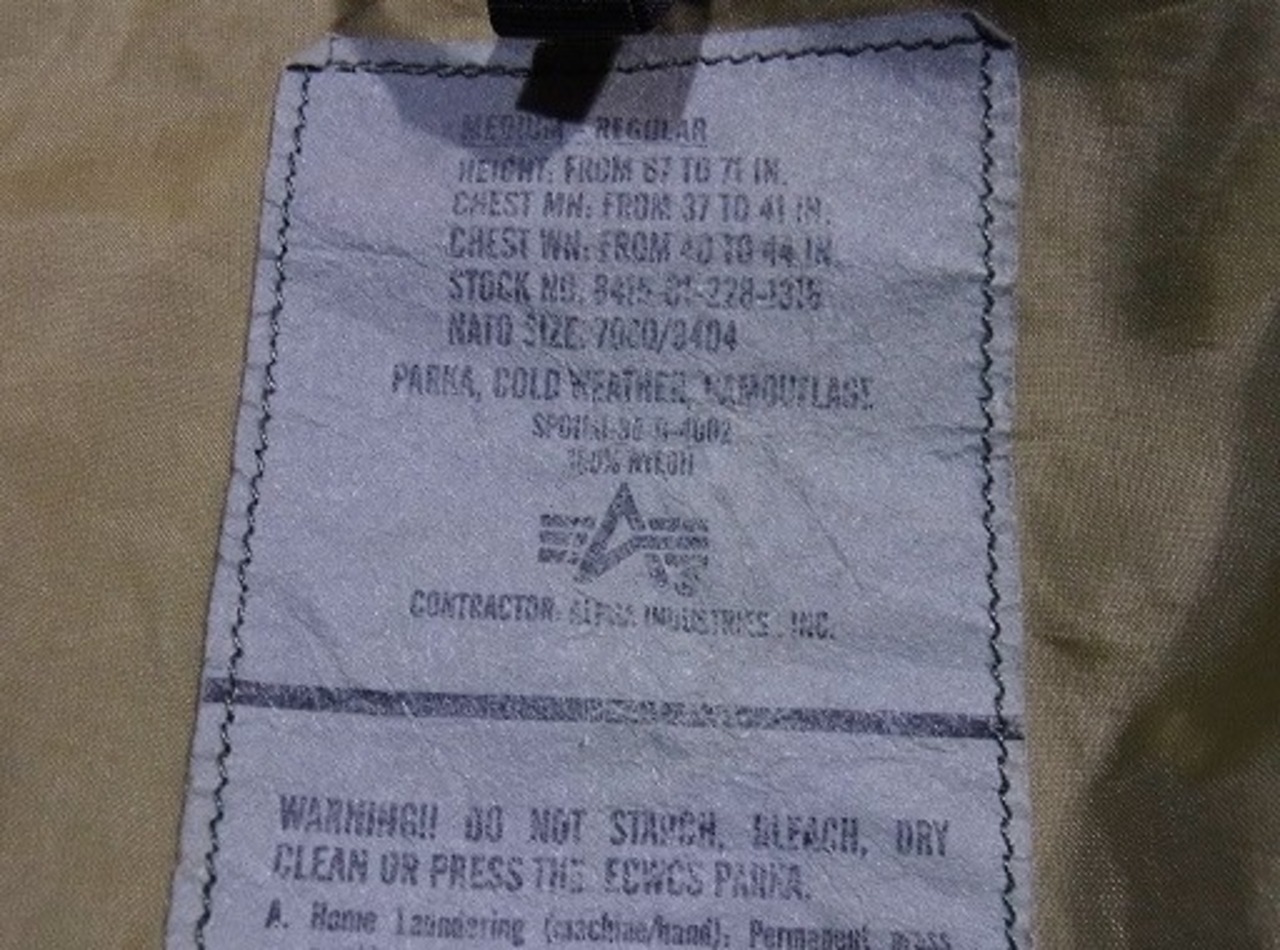 MEDIUM - REGULAR
HEIGHT: FROM 67 TO 71 IN.
CHEST MN: FROM 37 TO 41 IN.
CHEST WN: FROM 40 TO 44 IN.
STOCK NO. 8415-01-228-1316
NATO SIZE: 7080/9404
PARKA, COLD WEATHER, CAMOUFLAGE
100% NYLON
CONTRACTOR: ALPHA INDUSTRIES, INC.
WARNING!! DO NOT STARCH, BLEACH, DRY
CLEAN OR PRESS THE ECWCS PARKA.
A. Home Laundering (machine/hand): Permanent press